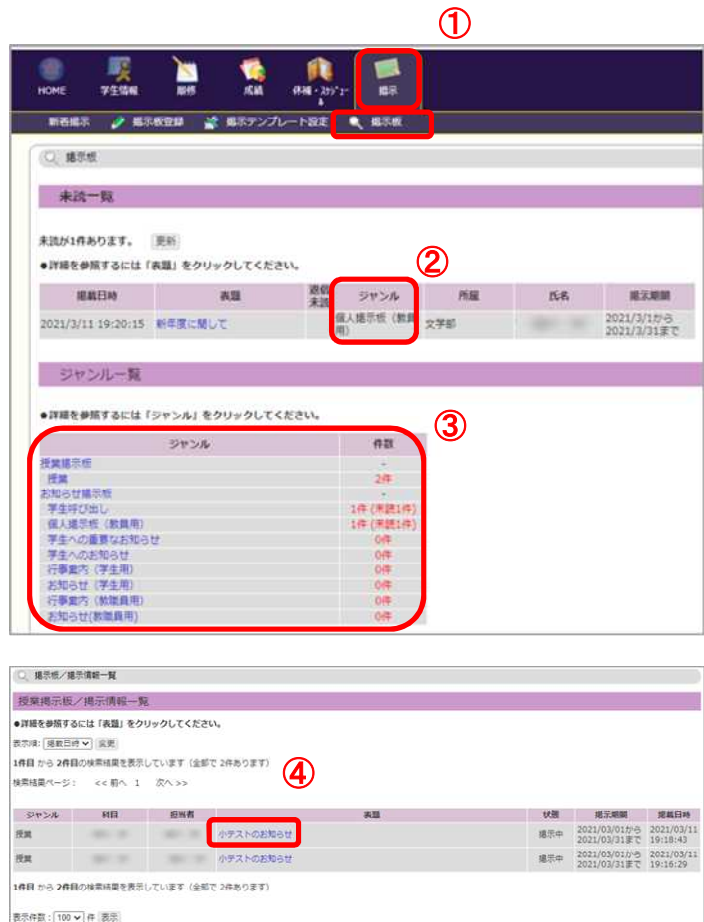 ①
HOME 学生情報 履修 成績 休補・ｽｹｼﾞｭｰﾙ 掲示
新着掲示 掲示板登録 掲示テンプレート設定 掲示板
掲示板
未読一覧
未読が1件あります。 更新
●詳細を参照するには「表題」をクリックしてください。
②
掲載日時 表題 返信未読 ジャンル 所属 氏名 掲示期間
2021/3/11 19:20:15 新年度に関して 個人掲示板（教員用） 文学部 2021/3/1から
2021/3/31まで
ジャンル一覧
●詳細を参照するには「ジャンル」をクリックしてください。
③
ジャンル 件数
授業掲示板 -
授業 2件
お知らせ掲示板 -
学生呼び出し 1件 (未読1件)
個人掲示板（教員用） 1件 (未読1件)
学生への重要なお知らせ 0件
学生へのお知らせ 0件
行事案内（学生用） 0件
お知らせ（学生用） 0件
行事案内（教職員用） 0件
お知らせ(教職員用) 0件
掲示板／掲示情報一覧
授業掲示板／掲示情報一覧
●詳細を参照するには「表題」をクリックしてください。
表示順: 掲載日時 変更
1件目 から 2件目の検索結果を表示しています（全部で 2件あります）
④
検索結果ページ： << 前へ 1 次へ >>
ジャンル 科目 担当者 表題 状態 掲示期間 掲載日時
授業 小テストのお知らせ 掲示中 2021/03/01から 2021/03/11
2021/03/31まで 19:18:43
授業 小テストのお知らせ 掲示中 2021/03/01から 2021/03/11
2021/03/31まで 19:16:29
1件目 から 2件目の検索結果を表示しています（全部で 2件あります）
表示件数 : 100 件 表示